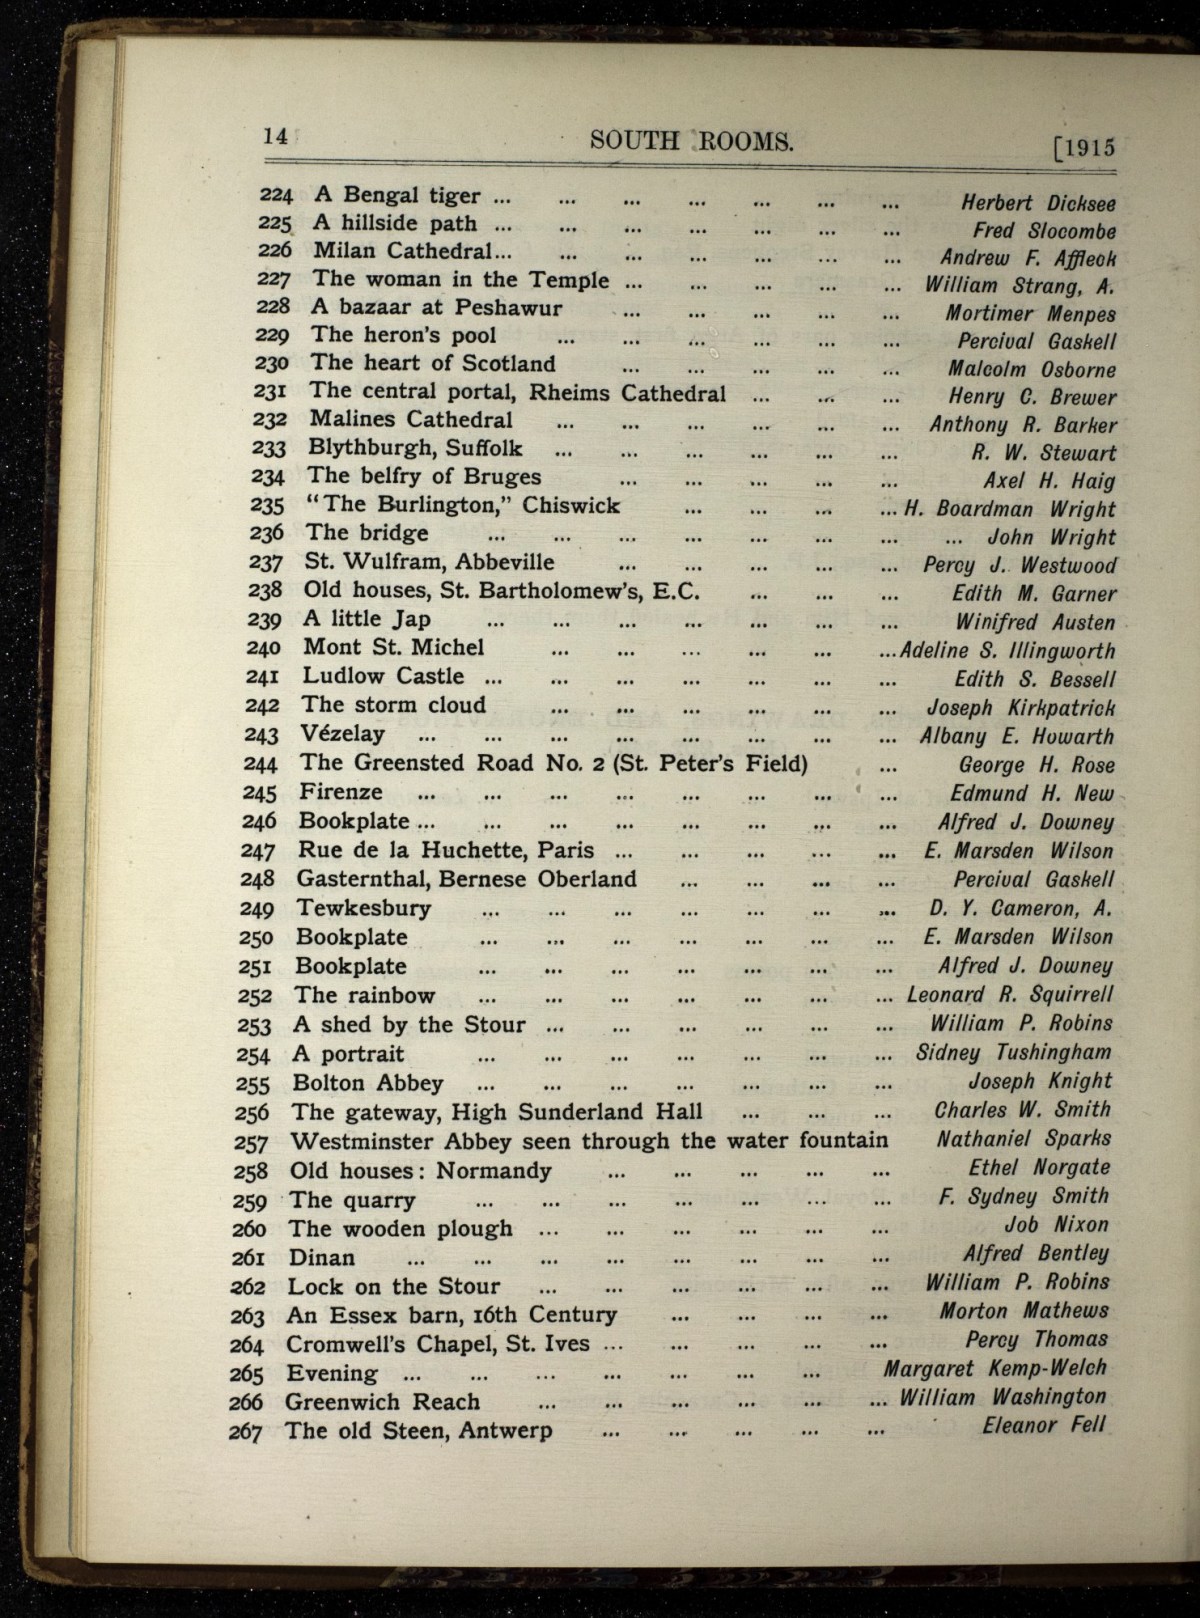 14 SOUTH ROOMS. [1915
224 A Bengal tiger ... ... ... ... ... ... ... Herbert Dicksee
225 A hillside path ... ... ... ... ... ... ... Fred Slocombe
226 Milan Cathedral... ... ... ... ... ... ... Andrew F. Affleck
227 The woman in the Temple ... ... ... ... ... William Strang, A.
228 A bazaar at Peshawur ... ... ... ... ... Mortimer Menpes
229 The heron's pool ... ... ... ... ... ... Percival Gaskell
230 The heart of Scotland ... ... ... ... ... Malcolm Osborne
231 The central portal, Rheims Cathedral ... ... ... Henry C. Brewer
232 Malines Cathedral ... ... ... ... ... ... Anthony R. Barker
233 Blythburgh, Suffolk ... ... ... ... ... ... R. W. Stewart
234 The belfry of Bruges ... ... ... ... ... Axel H. Haig
235 "The Burlington," Chiswick ... ... ... ... H. Boardman Wright
236 The bridge ... ... ... ... ... ... ... ... John Wright
237 St. Wulfram, Abbeville ... ... ... ... ... Percy J. Westwood
238 Old houses, St. Bartholomew's, E.C. ... ... ... Edith M. Garner
239 A little Jap ... ... ... ... ... ... ... Winifred Austen
240 Mont St. Michel ... ... ... ... ... ... Adeline S. Illingworth
241 Ludlow Castle ... ... ... ... ... ... ... Edith S. Bessell
242 The storm cloud ... ... ... ... ... ... Joseph Kirkpatrick
243 Vézelay ... ... ... ... ... ... ... ... Albany E. Howarth
244 The Greensted Road No. 2 (St. Peter's Field) ... George H. Rose
245 Firenze ... ... ... ... ... ... ... ... Edmund H. New
246 Bookplate ... ... ... ... ... ... ... ... Alfred J. Downey
247 Rue de la Huchette, Paris ... ... ... ... ... E. Marsden Wilson
248 Gasternthal, Bernese Oberland ... ... ... ... Percival Gaskell
249 Tewkesbury ... ... ... ... ... ... ... D. Y. Cameron, A.
250 Bookplate ... ... ... ... ... ... ... E. Marsden Wilson
251 Bookplate ... ... ... ... ... ... ... Alfred J. Downey
252 The rainbow ... ... ... ... ... ... ... Leonard R. Squirrell
253 A shed by the Stour ... ... ... ... ... ... William P. Robins
254 A portrait ... ... ... ... ... ... ... Sidney Tushingham
255 Bolton Abbey ... ... ... ... ... ... ... Joseph Knight
256 The gateway, High Sunderland Hall ... ... ... Charles W. Smith
257 Westminster Abbey seen through the water fountain Nathaniel Sparks
258 Old houses: Normandy ... ... ... ... ... Ethel Norgate
259 The quarry ... ... ... ... ... ... ... F. Sydney Smith
260 The wooden plough ... ... ... ... ... ... Job Nixon
261 Dinan ... ... ... ... ... ... ... ... Alfred Bentley
262 Lock on the Stour ... ... ... ... ... ... William P. Robins
263 An Essex barn, 16th Century ... ... ... ... Morton Mathews
264 Cromwell's Chapel, St. Ives ... ... ... ... ... Percy Thomas
265 Evening ... ... ... ... ... ... ... Margaret Kemp-Welch
266 Greenwich Reach ... ... ... ... ... ... William Washington
267 The old Steen, Antwerp ... ... ... ... ... Eleanor Fell